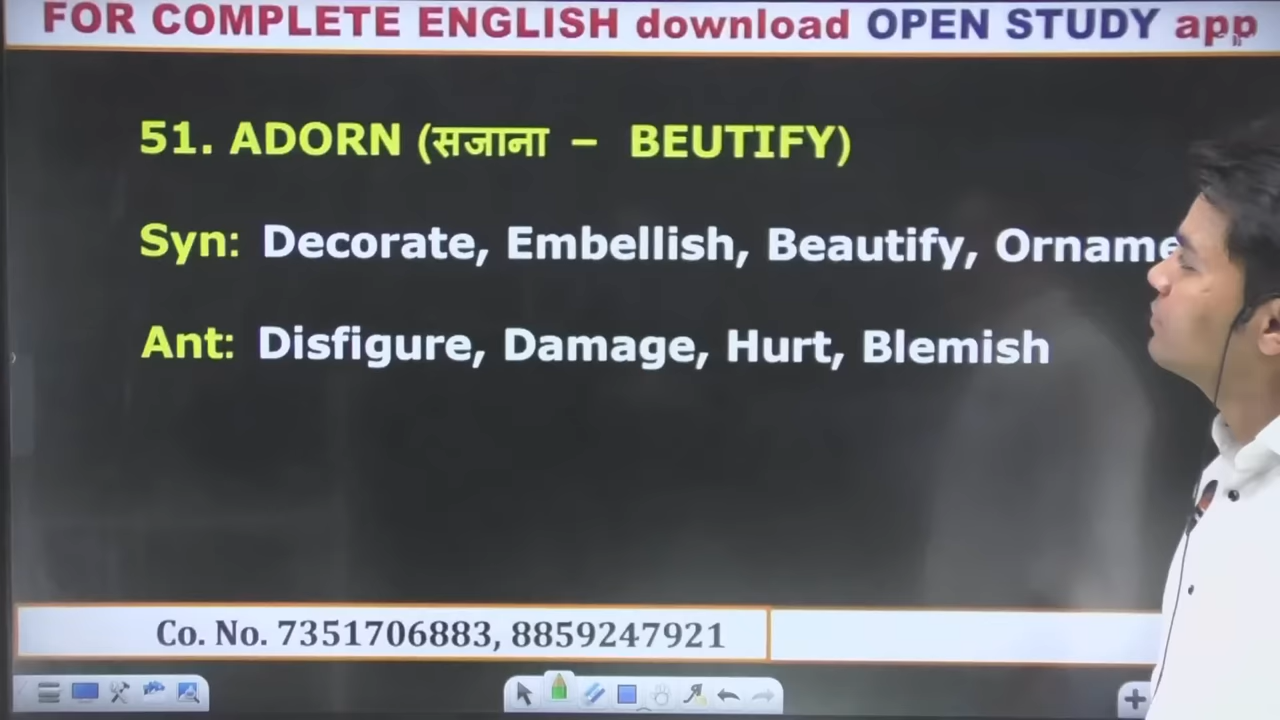 FOR COMPLETE ENGLISH download OPEN STUDY app
51. ADORN (सजाना – BEUTIFY)
Syn: Decorate, Embellish, Beautify, Orname
Ant: Disfigure, Damage, Hurt, Blemish
Co. No. 7351706883, 8859247921